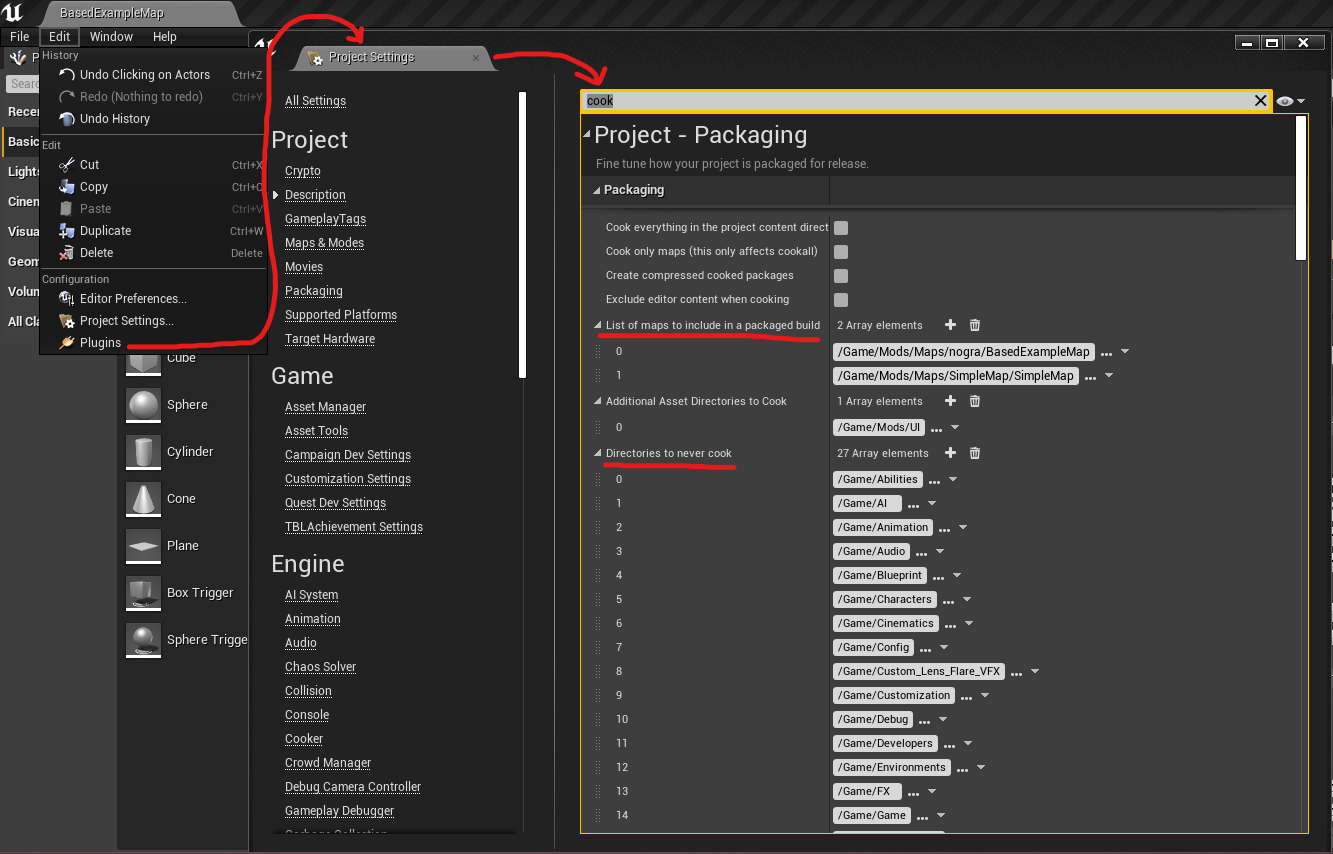 BasedExampleMap
File Edit Window Help
History
Undo Clicking on Actors Ctrl+Z
Redo (Nothing to redo) Ctrl+Y
Undo History
Edit
Cut Ctrl+X
Copy Ctrl+C
Paste Ctrl+V
Duplicate Ctrl+W
Delete Delete
Configuration
Editor Preferences...
Project Settings...
Plugins
Basic
Cube
Sphere
Cylinder
Cone
Plane
Box Trigger
Sphere Trigge
Project Settings
All Settings
Project
Crypto
Description
GameplayTags
Maps & Modes
Movies
Packaging
Supported Platforms
Target Hardware
Game
Asset Manager
Asset Tools
Campaign Dev Settings
Customization Settings
Quest Dev Settings
TBLAchievement Settings
Engine
AI System
Animation
Audio
Chaos Solver
Collision
Console
Cooker
Crowd Manager
Debug Camera Controller
Gameplay Debugger
cook
Project - Packaging
Fine tune how your project is packaged for release.
Packaging
Cook everything in the project content direct
Cook only maps (this only affects cookall)
Create compressed cooked packages
Exclude editor content when cooking
List of maps to include in a packaged build 2 Array elements
0 /Game/Mods/Maps/nogra/BasedExampleMap ...
1 /Game/Mods/Maps/SimpleMap/SimpleMap ...
Additional Asset Directories to Cook 1 Array elements
0 /Game/Mods/UI ...
Directories to never cook 27 Array elements
0 /Game/Abilities ...
1 /Game/AI ...
2 /Game/Animation ...
3 /Game/Audio ...
4 /Game/Blueprint ...
5 /Game/Characters ...
6 /Game/Cinematics ...
7 /Game/Config ...
8 /Game/Custom_Lens_Flare_VFX ...
9 /Game/Customization ...
10 /Game/Debug ...
11 /Game/Developers ...
12 /Game/Environments ...
13 /Game/FX ...
14 /Game/Game ...